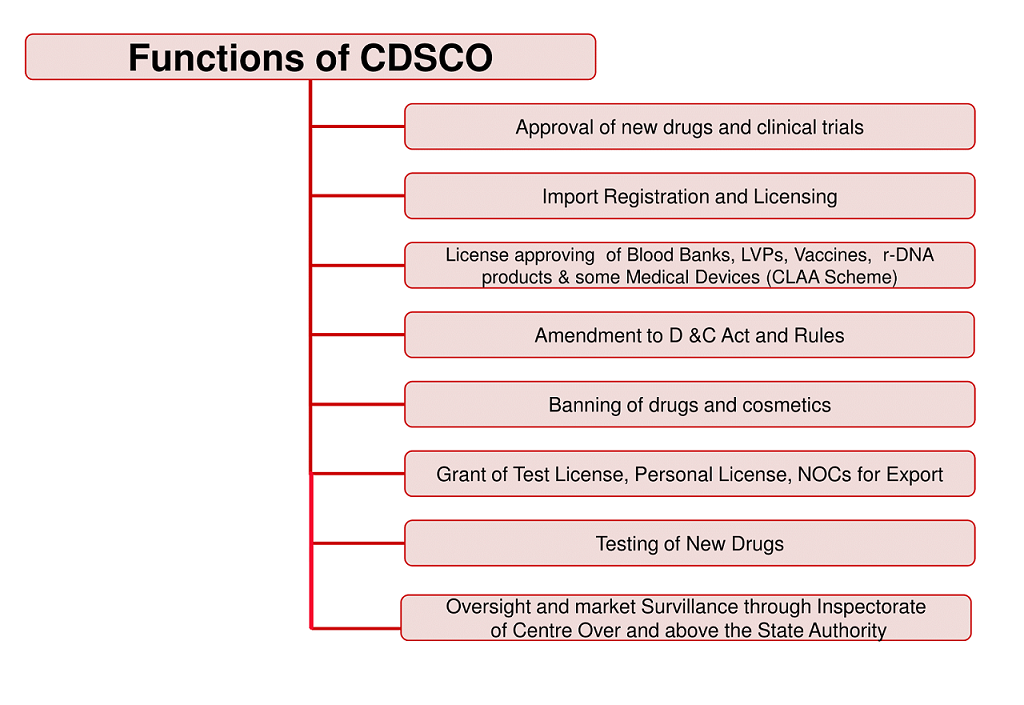 Functions of CDSCO
Approval of new drugs and clinical trials
Import Registration and Licensing
License approving  of Blood Banks, LVPs, Vaccines,  r-DNA
products & some Medical Devices (CLAA Scheme)
Amendment to D &C Act and Rules
Banning of drugs and cosmetics
Grant of Test License, Personal License, NOCs for Export
Testing of New Drugs
Oversight and market Survillance through Inspectorate
of Centre Over and above the State Authority